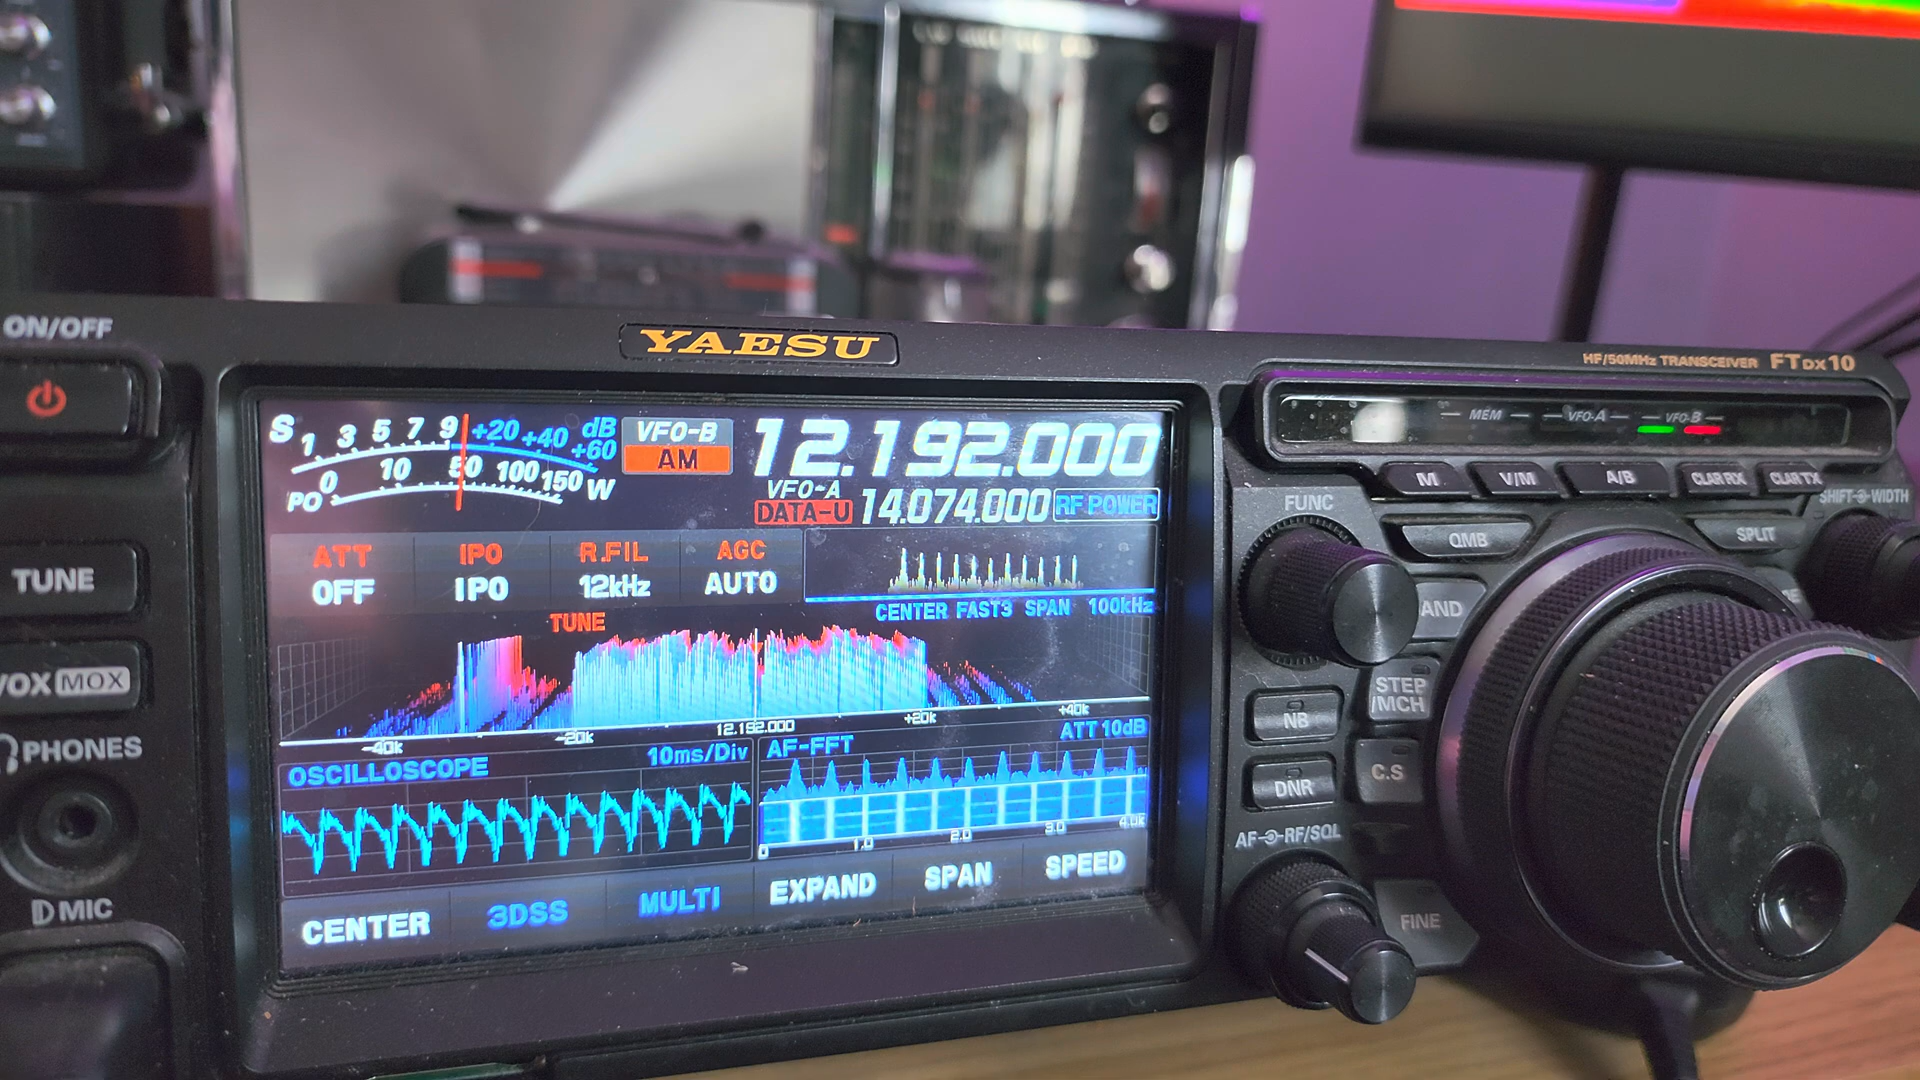 ON/OFF
YAESU
HF/50MHz TRANSCEIVER FTDX10
S 1 3 5 7 9 +20 +40 +60 dB
PO 0 10 50 100 150 W
VFO-B
AM
12.192.000
VFO-A
DATA-U
14.074.000
RF POWER
ATT
OFF
IPO
IPO
R.FIL
12kHz
AGC
AUTO
CENTER FAST3 SPAN 100kHz
TUNE
-40k -20k 12.192.000 +20k +40k
OSCILLOSCOPE 10ms/Div
AF-FFT ATT 10dB
0 1.0 2.0 3.0 4.0k
CENTER 3DSS MULTI EXPAND SPAN SPEED
TUNE
VOX MOX
PHONES
MIC
MEM VFO-A VFO-B
M V/M A/B CLAR RX CLAR TX
FUNC
QMB
SPLIT
SHIFT WIDTH
STEP
/MCH
NB
C.S
DNR
AF RF/SQL
FINE